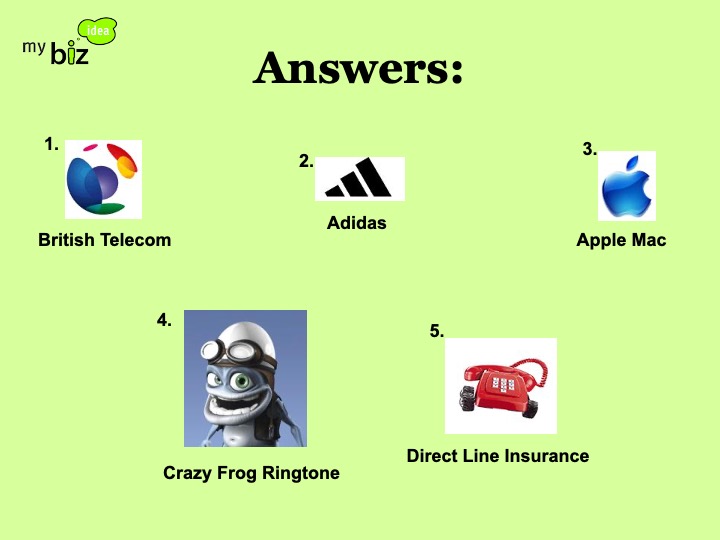 my biz idea
Answers:
1.
British Telecom
2.
Adidas
3.
Apple Mac
4.
Crazy Frog Ringtone
5.
Direct Line Insurance